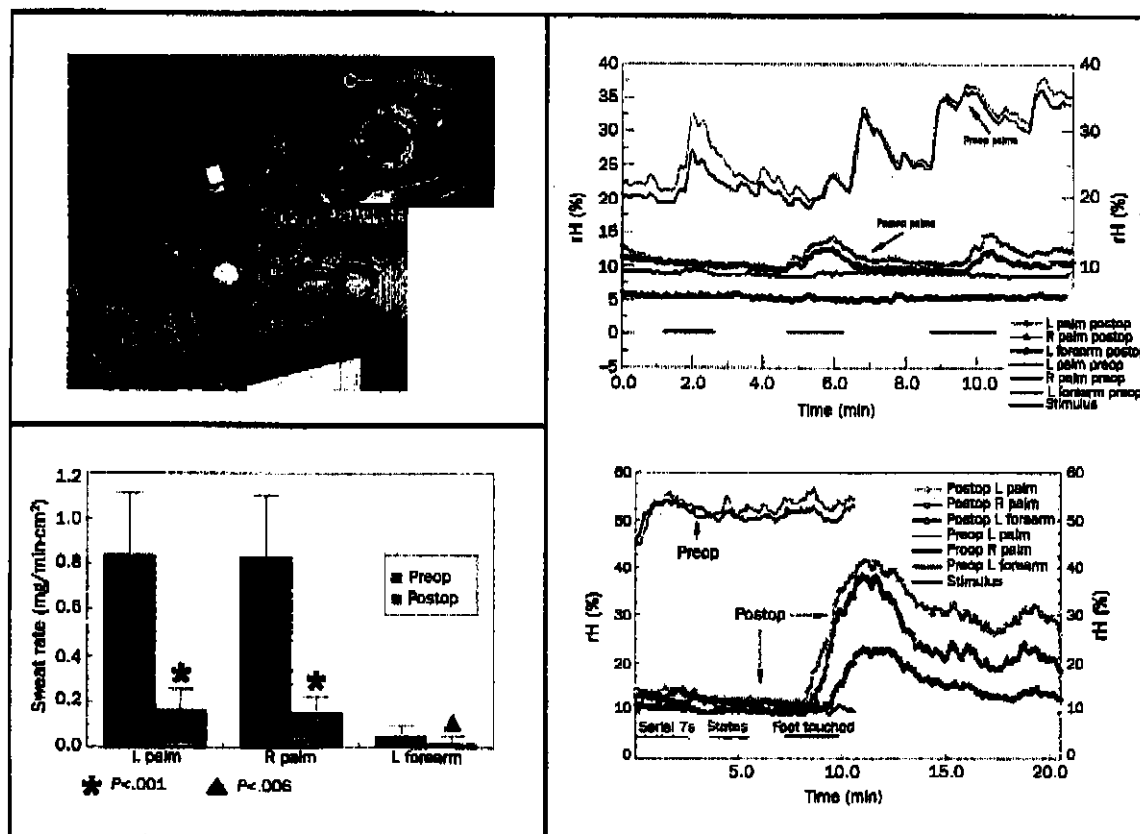 40
35
30
25
20
15
10
5
0
-5
rH (%)
40
30
20
10
rH (%)
Preop palms
Postop palms
0.0
2.0
4.0
6.0
8.0
10.0
Time (min)
L palm postop
R palm postop
L forearm postop
L palm preop
R palm preop
L forearm preop
Stimulus
1.2
1.0
0.8
0.6
0.4
0.2
0.0
Sweat rate (mg/min·cm²)
Preop
Postop
L palm
R palm
L forearm
P<.001
P<.006
60
50
40
30
20
10
0
rH (%)
60
50
40
30
20
10
0
rH (%)
Preop
Postop
Postop L palm
Postop R palm
Postop L forearm
Preop L palm
Preop R palm
Preop L forearm
Stimulus
Serial 7s
States
Foot touched
5.0
10.0
15.0
20.0
Time (min)